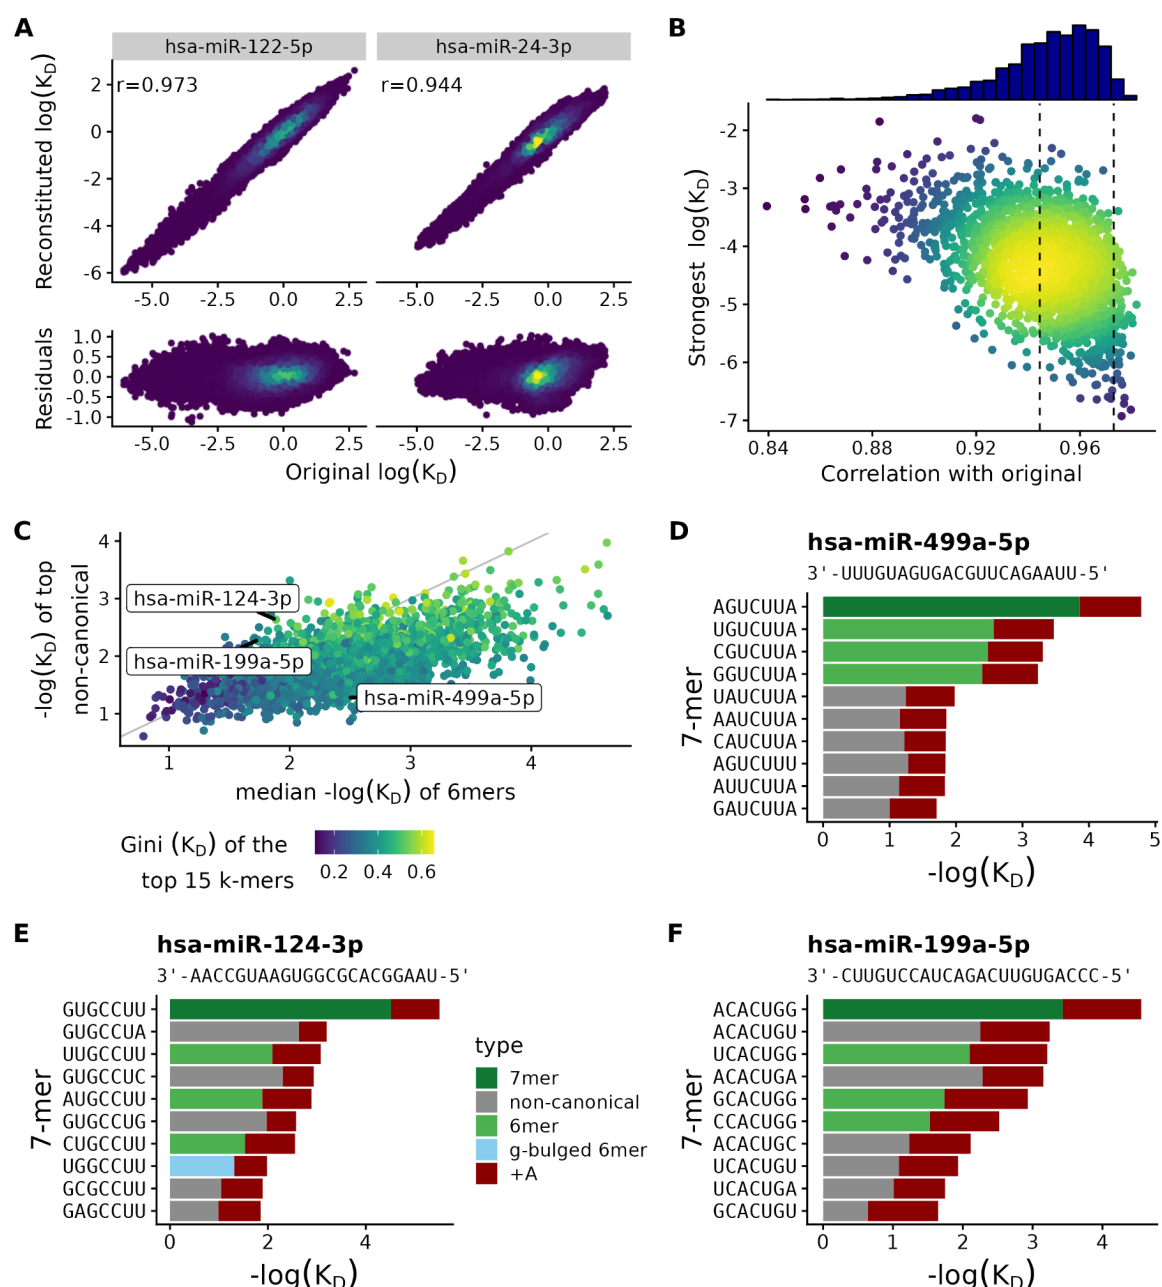 A
hsa-miR-122-5p
hsa-miR-24-3p
Reconstituted log(K_D)
2
0
-2
-4
-6
r=0.973
r=0.944
-5.0 -2.5 0.0 2.5
-5.0 -2.5 0.0 2.5
Residuals
1.0
0.5
0.0
-0.5
-1.0
-5.0 -2.5 0.0 2.5
-5.0 -2.5 0.0 2.5
Original log(K_D)
B
Strongest log(K_D)
-2
-3
-4
-5
-6
-7
0.84 0.88 0.92 0.96
Correlation with original
C
-log(K_D) of top
non-canonical
4
3
2
1
hsa-miR-124-3p
hsa-miR-199a-5p
hsa-miR-499a-5p
1 2 3 4
median -log(K_D) of 6mers
Gini (K_D) of the
top 15 k-mers
0.2 0.4 0.6
D
hsa-miR-499a-5p
3'-UUUGUAGUGACGUUCAGAAUU-5'
7-mer
AGUCUUA
UGUCUUA
CGUCUUA
GGUCUUA
UAUCUUA
AAUCUUA
CAUCUUA
AGUCUUU
AUUCUUA
GAUCUUA
0 1 2 3 4 5
-log(K_D)
E
hsa-miR-124-3p
3'-AACCGUAAGUGGCGCACGGAAU-5'
7-mer
GUGCCUU
GUGCCUA
UUGCCUU
GUGCCUC
AUGCCUU
GUGCCUG
CUGCCUU
UGGCCUU
GCGCCUU
GAGCCUU
0 2 4
-log(K_D)
type
7mer
non-canonical
6mer
g-bulged 6mer
+A
F
hsa-miR-199a-5p
3'-CUUGUCCAUCAGACUUGUGACCC-5'
7-mer
ACACUGG
ACACUGU
UCACUGG
ACACUGA
GCACUGG
CCACUGG
ACACUGC
UCACUGU
UCACUGA
GCACUGU
0 1 2 3 4
-log(K_D)